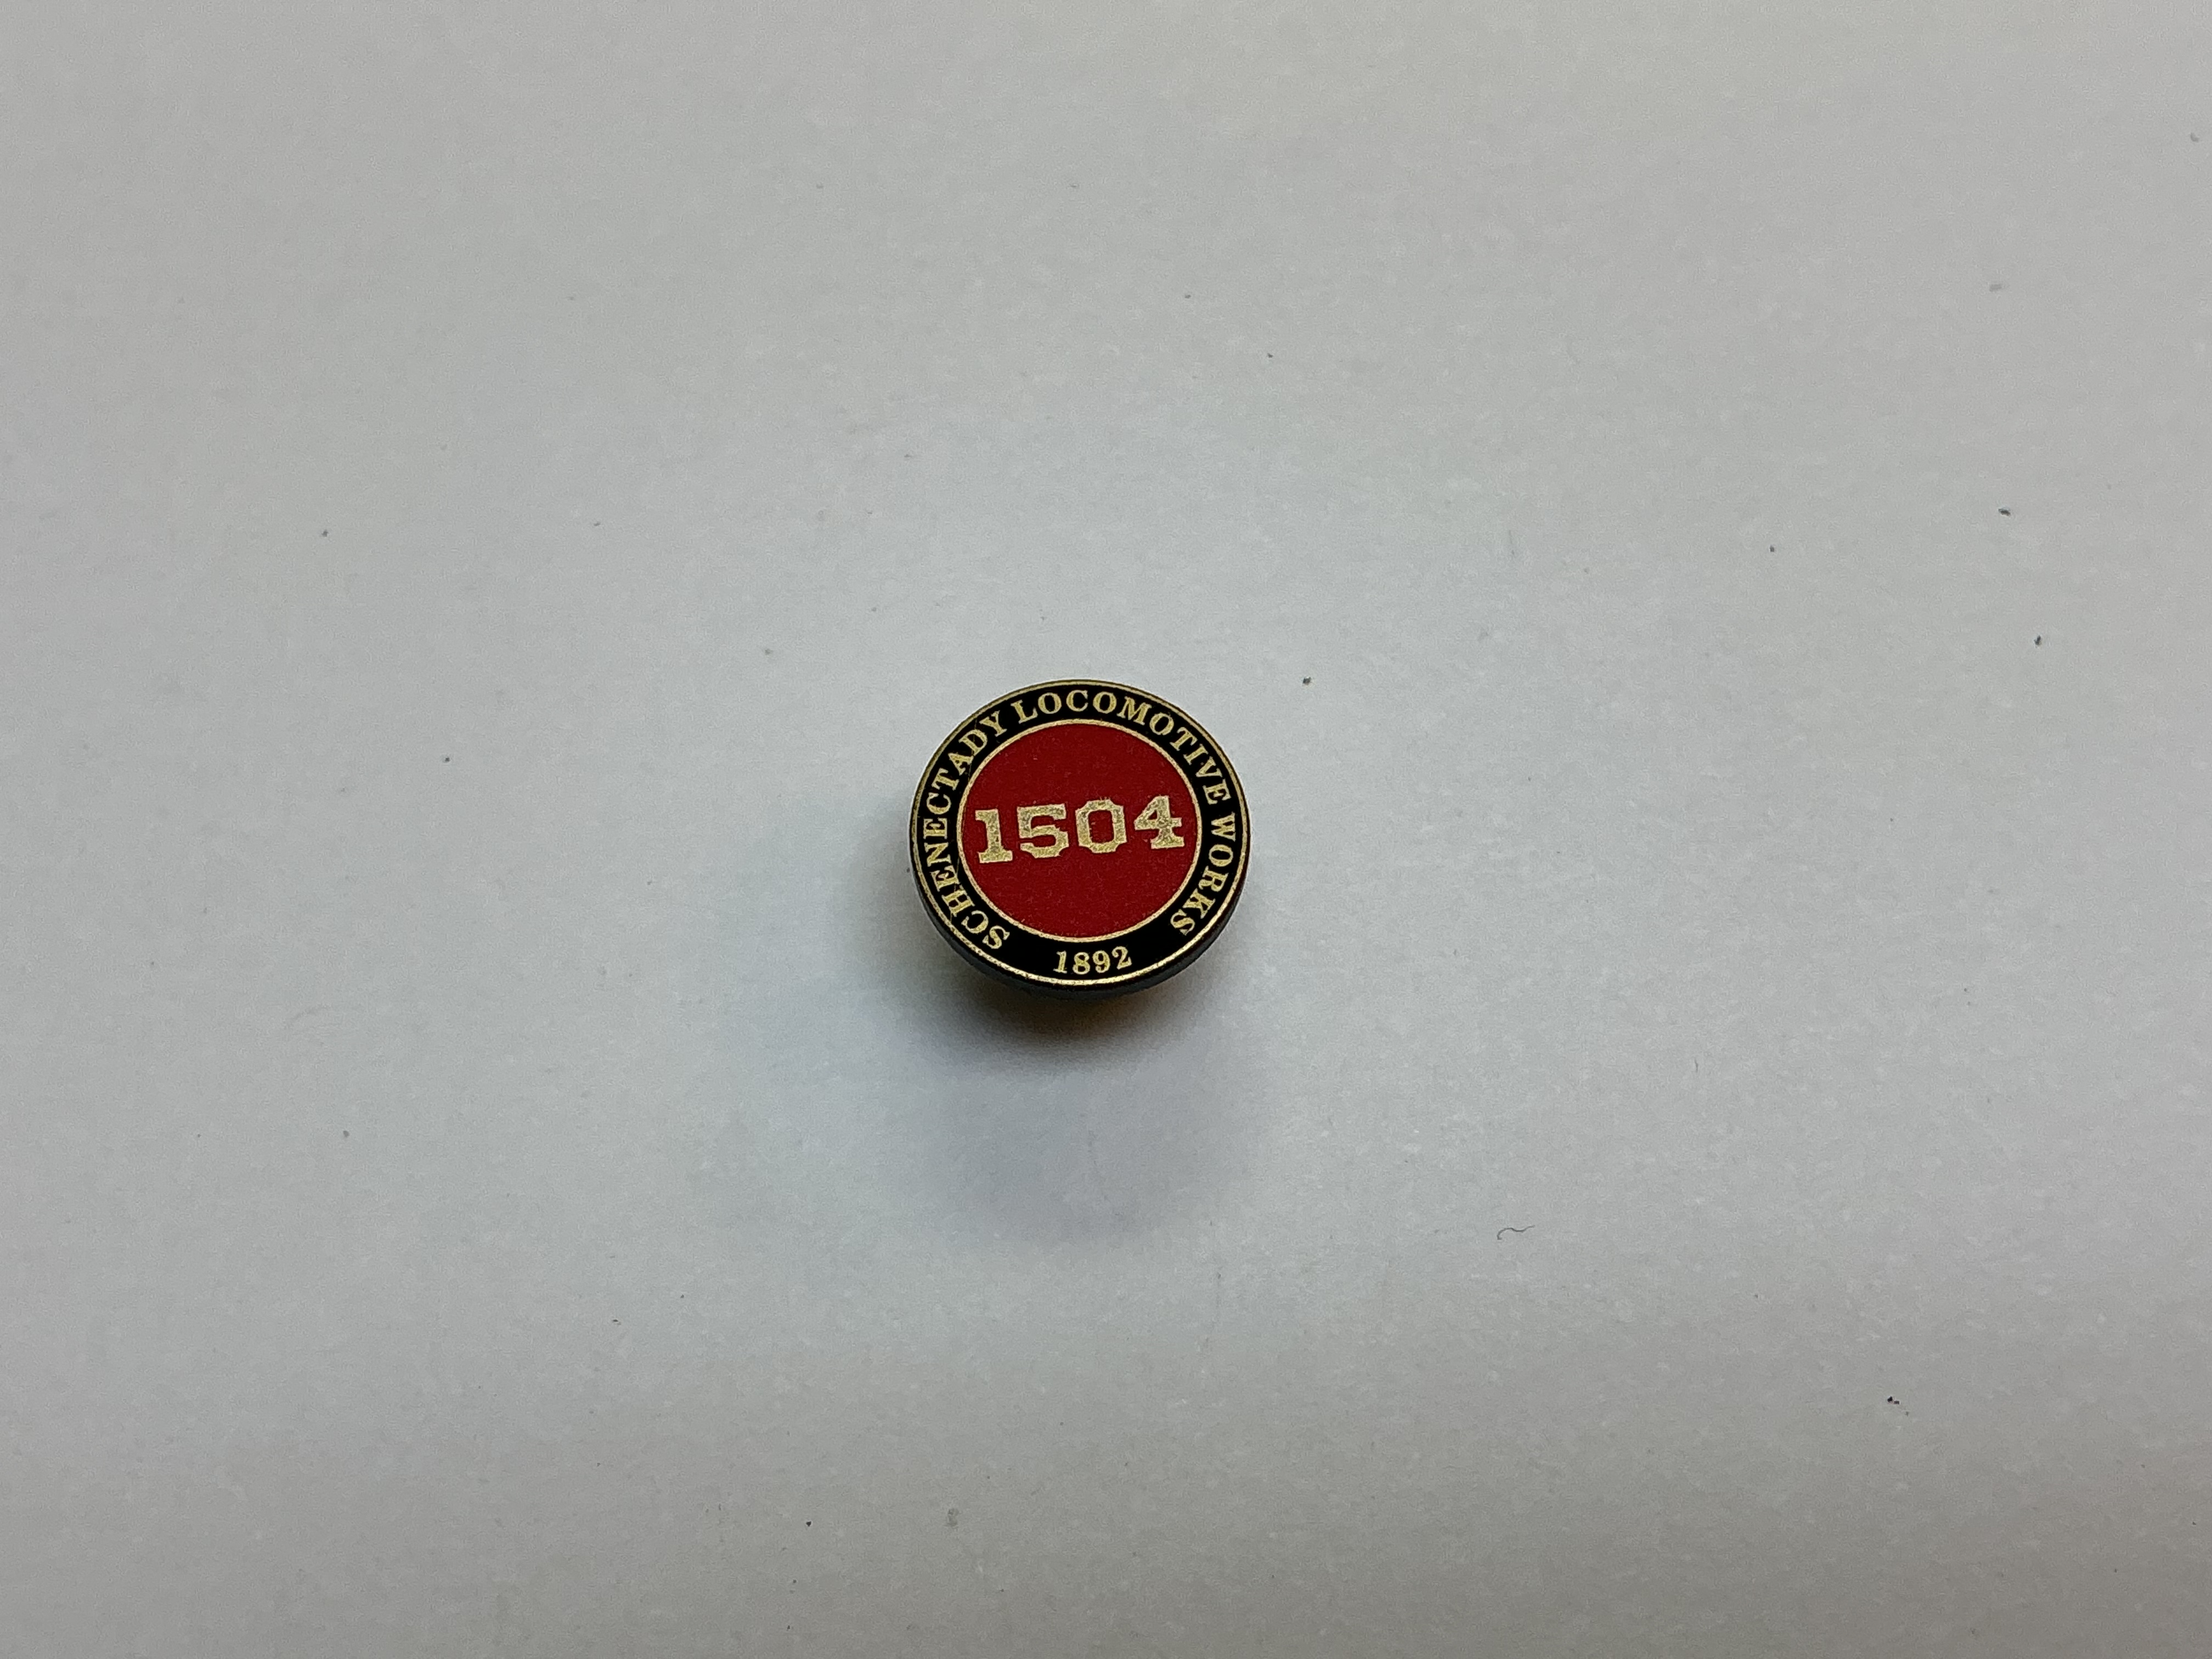 SCHENECTADY LOCOMOTIVE WORKS
1504
1892